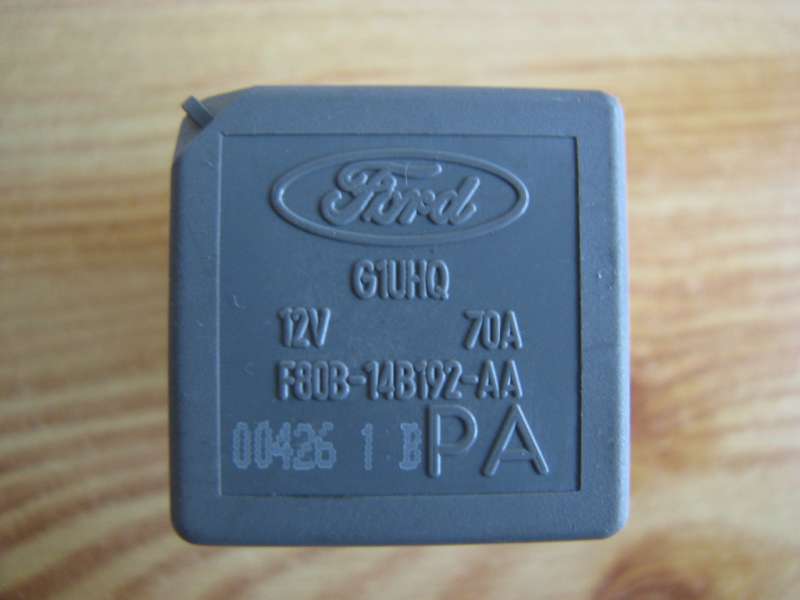 Ford
G1UHQ
12V 70A
F80B-14B192-AA
00426 1 B PA